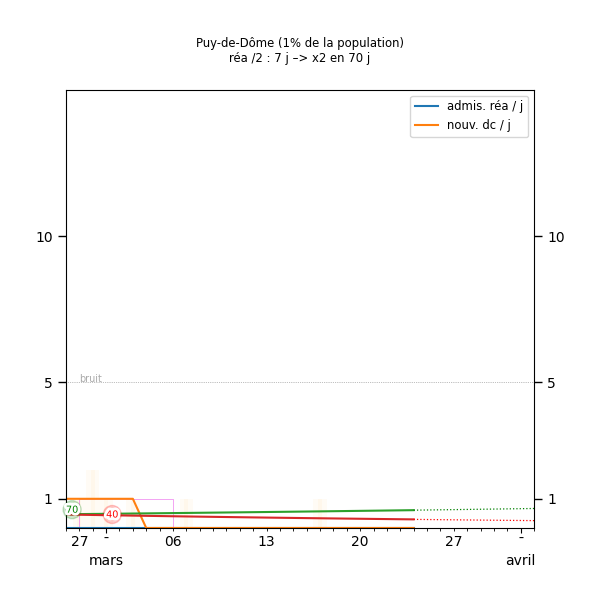 Puy-de-Dôme (1% de la population)
réa /2 : 7 j –> x2 en 70 j
admis. réa / j
nouv. dc / j
10 10
bruit
5 5
1 1
70 40
27 - 06 13 20 27 -
mars avril